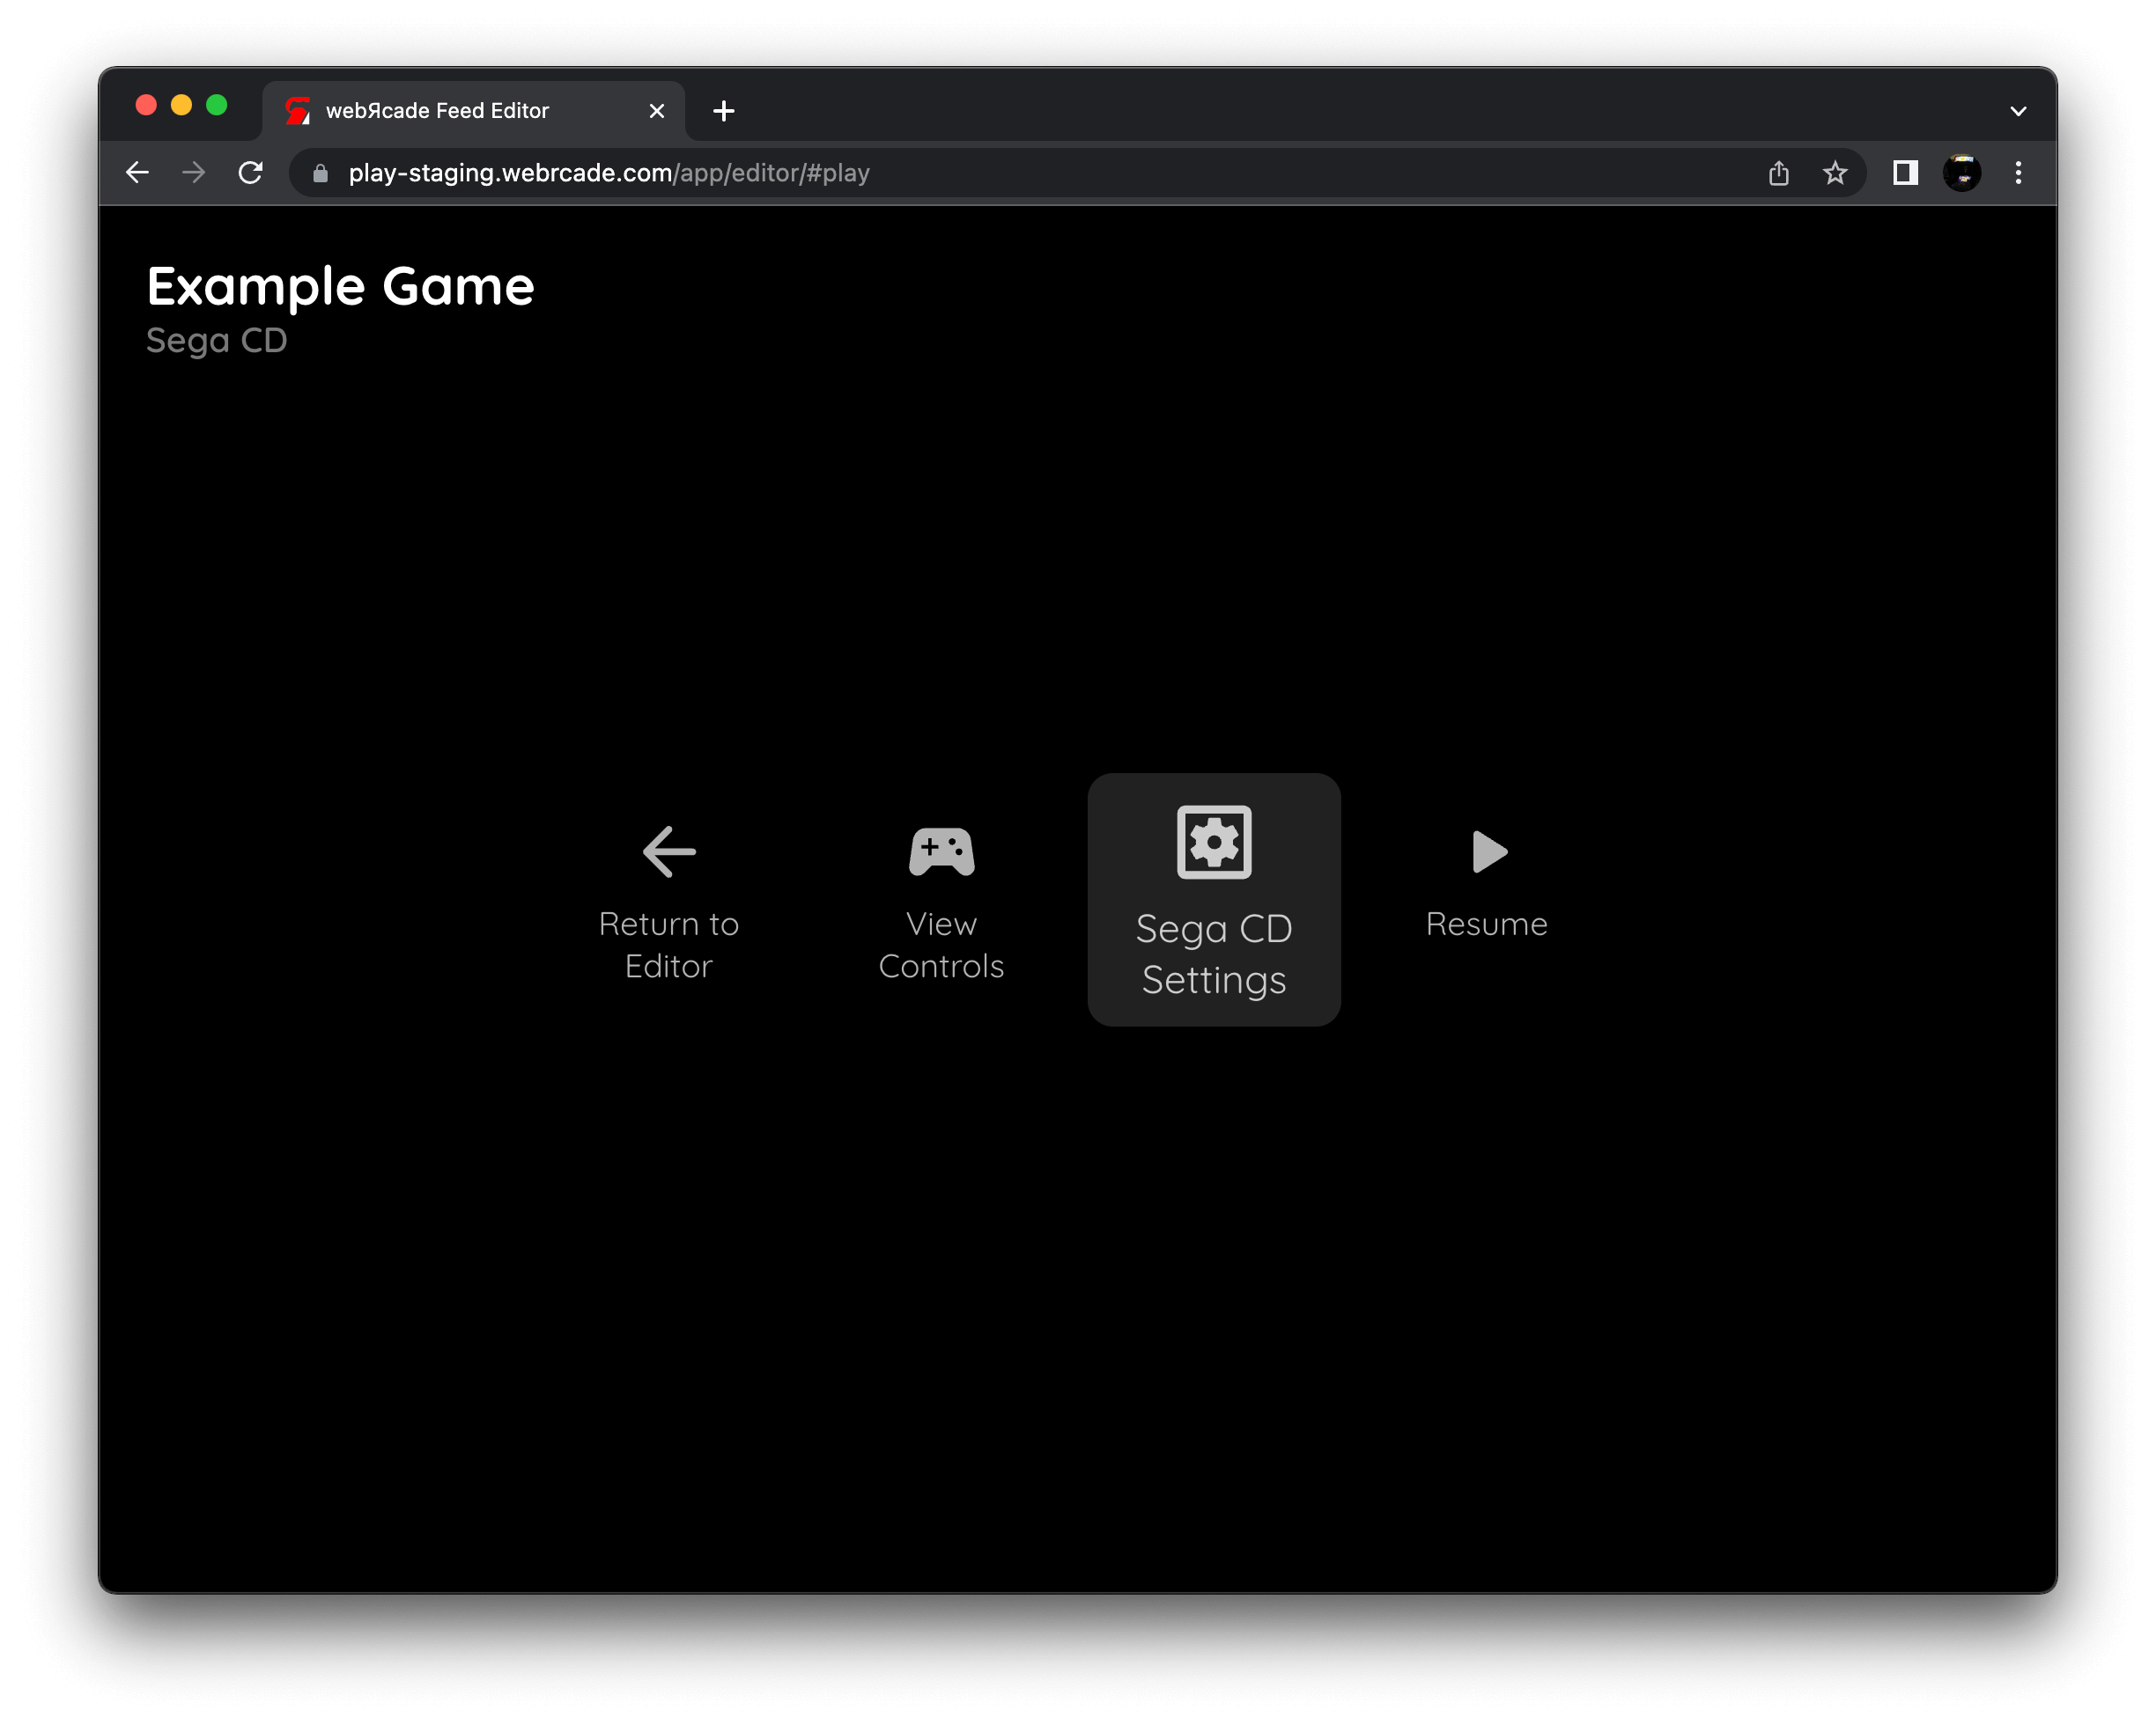 webЯcade Feed Editor
play-staging.webrcade.com/app/editor/#play
Example Game
Sega CD
Return to
Editor
View
Controls
Sega CD
Settings
Resume